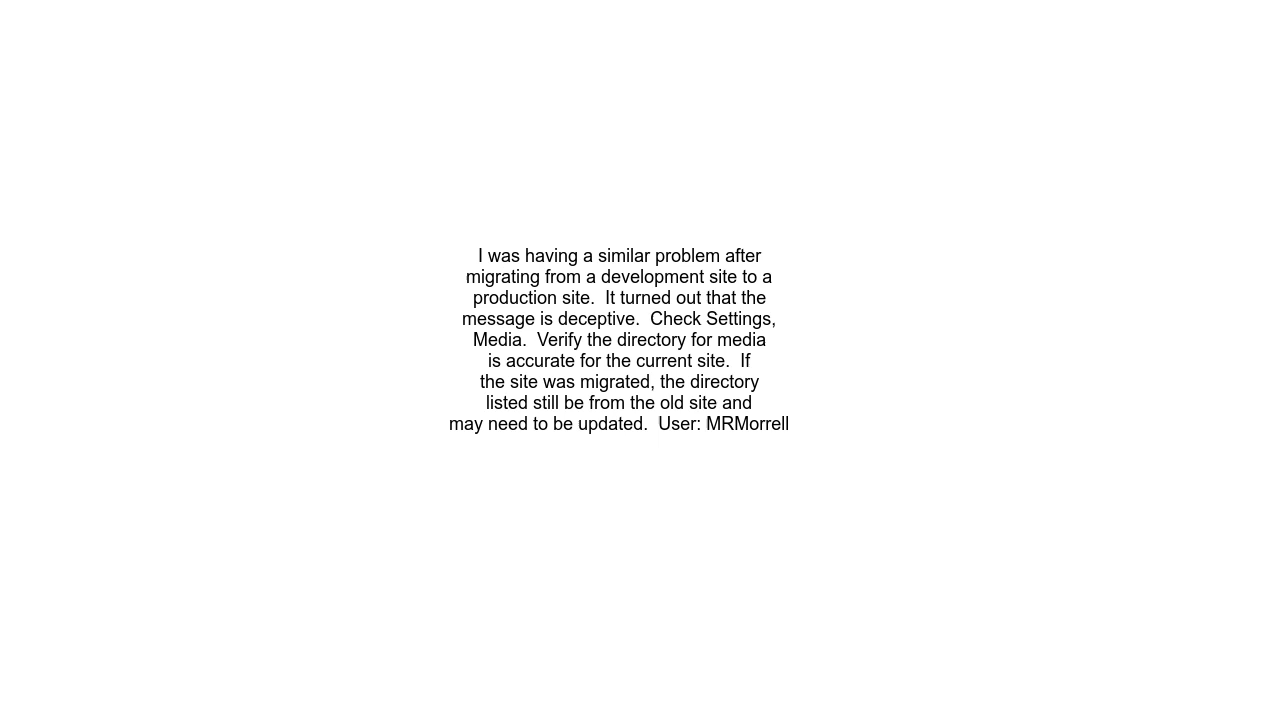 I was having a similar problem after
migrating from a development site to a
production site.  It turned out that the
message is deceptive.  Check Settings,
Media.  Verify the directory for media
is accurate for the current site.  If
the site was migrated, the directory
listed still be from the old site and
may need to be updated.  User: MRMorrell